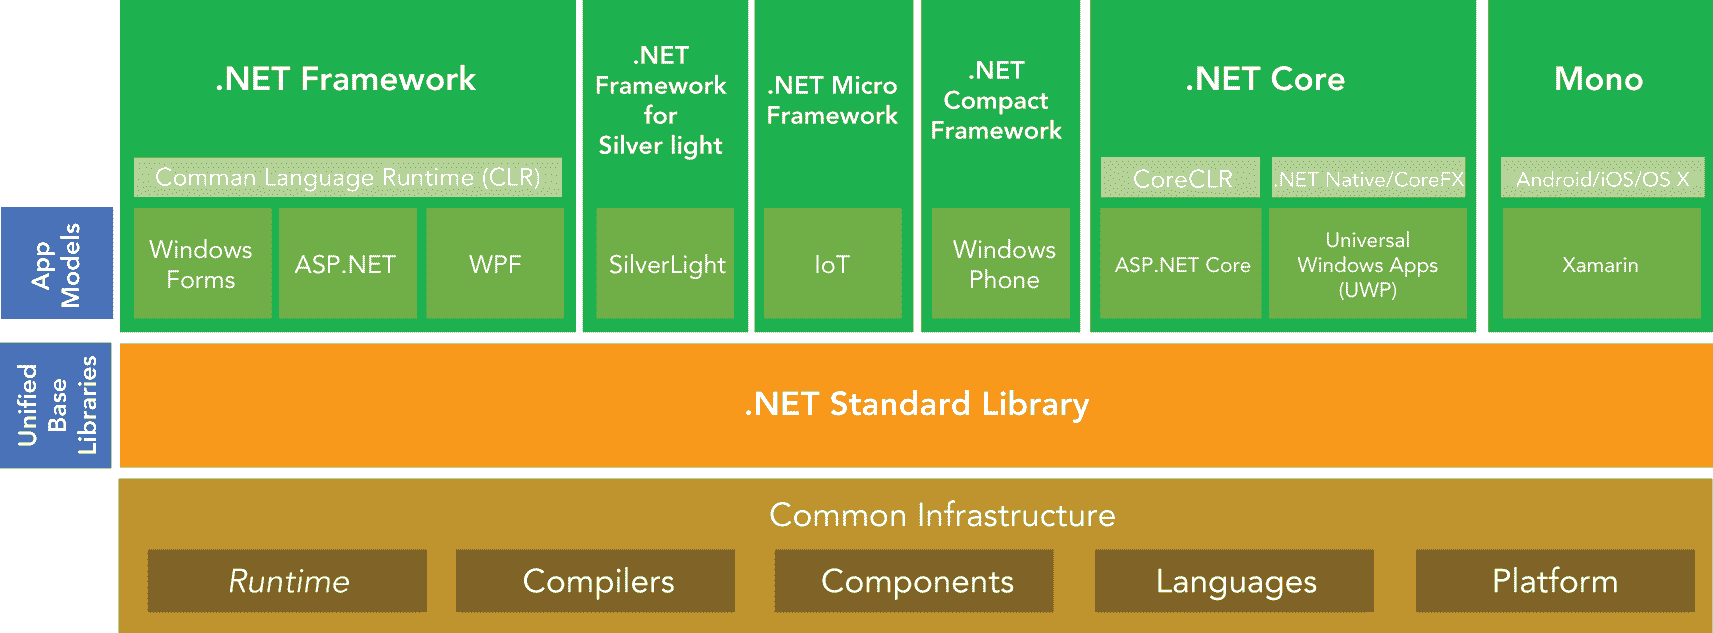 .NET Framework
Comman Language Runtime (CLR)
Windows
Forms
ASP.NET
WPF
.NET
Framework
for
Silver light
SilverLight
.NET Micro
Framework
IoT
.NET
Compact
Framework
Windows
Phone
.NET Core
CoreCLR
.NET Native/CoreFX
ASP.NET Core
Universal
Windows Apps
(UWP)
Mono
Android/iOS/OS X
Xamarin
App
Models
Unified
Base
Libraries
.NET Standard Library
Common Infrastructure
Runtime
Compilers
Components
Languages
Platform